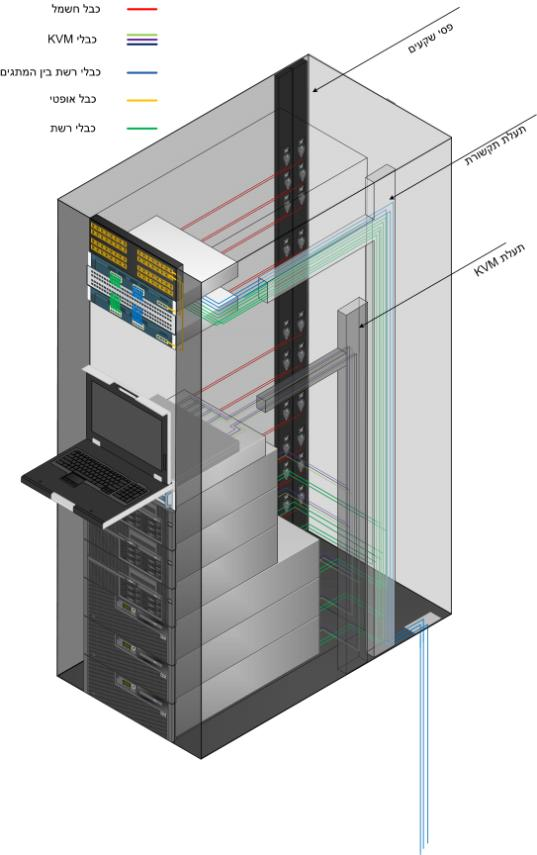 כבל חשמל
כבלי KVM
כבלי רשת בין המתגים
כבל אופטי
כבלי רשת
פסי שקעים
תעלת תקשורת
תעלת KVM